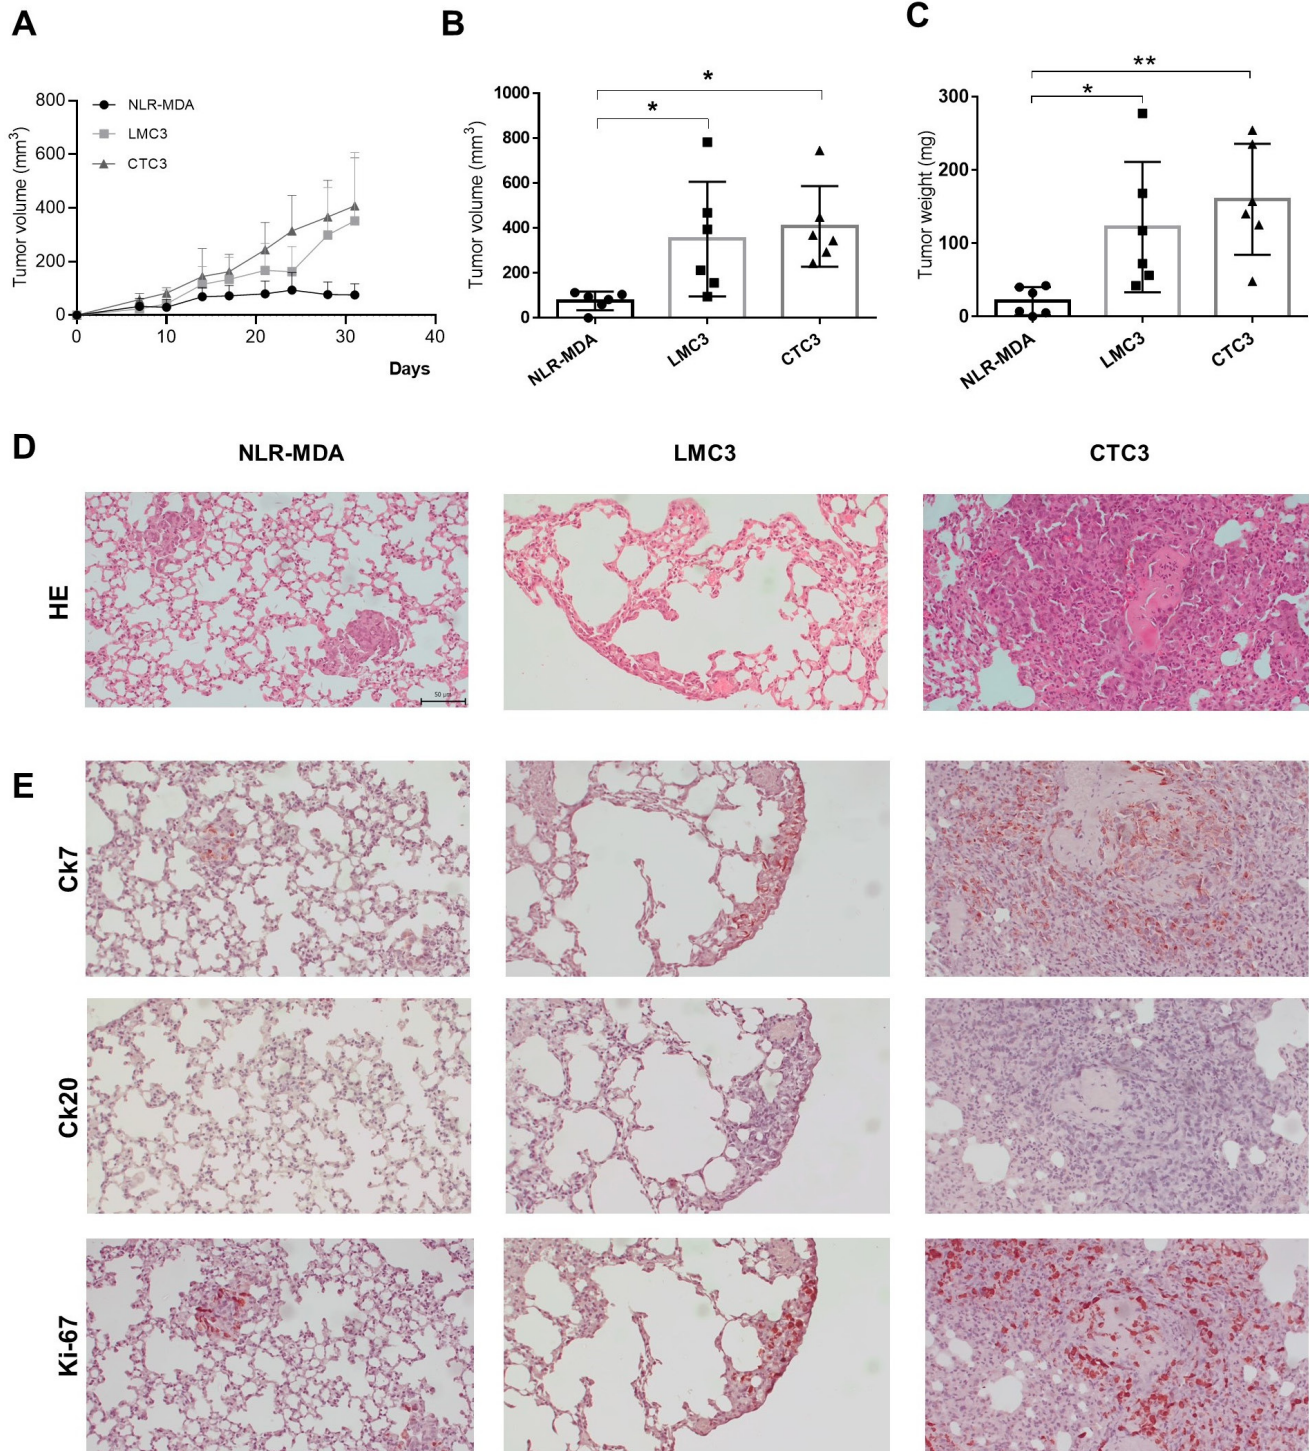 A
B
C
800
600
400
200
0
Tumor volume (mm3)
NLR-MDA
LMC3
CTC3
0
10
20
30
40
Days
1000
800
600
400
200
0
Tumor volume (mm3)
*
*
NLR-MDA
LMC3
CTC3
300
200
100
0
Tumor weight (mg)
**
*
NLR-MDA
LMC3
CTC3
D
NLR-MDA
LMC3
CTC3
HE
50 µm
E
Ck7
Ck20
Ki-67